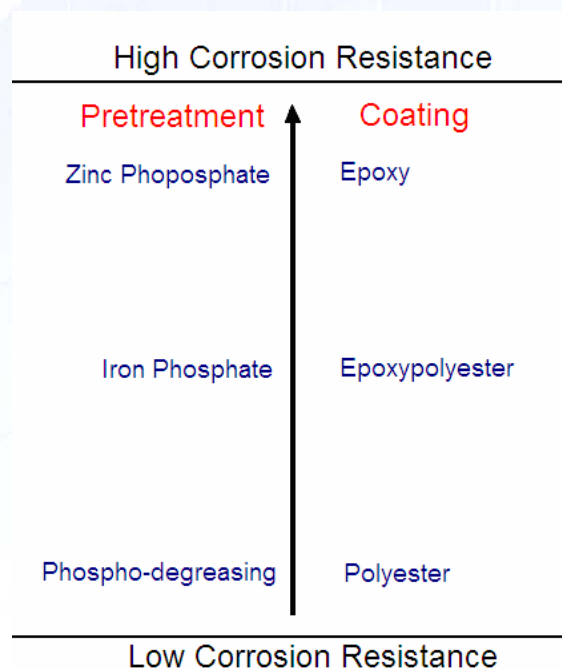 High Corrosion Resistance
Pretreatment Coating
Zinc Phoposphate Epoxy
Iron Phosphate Epoxypolyester
Phospho-degreasing Polyester
Low Corrosion Resistance